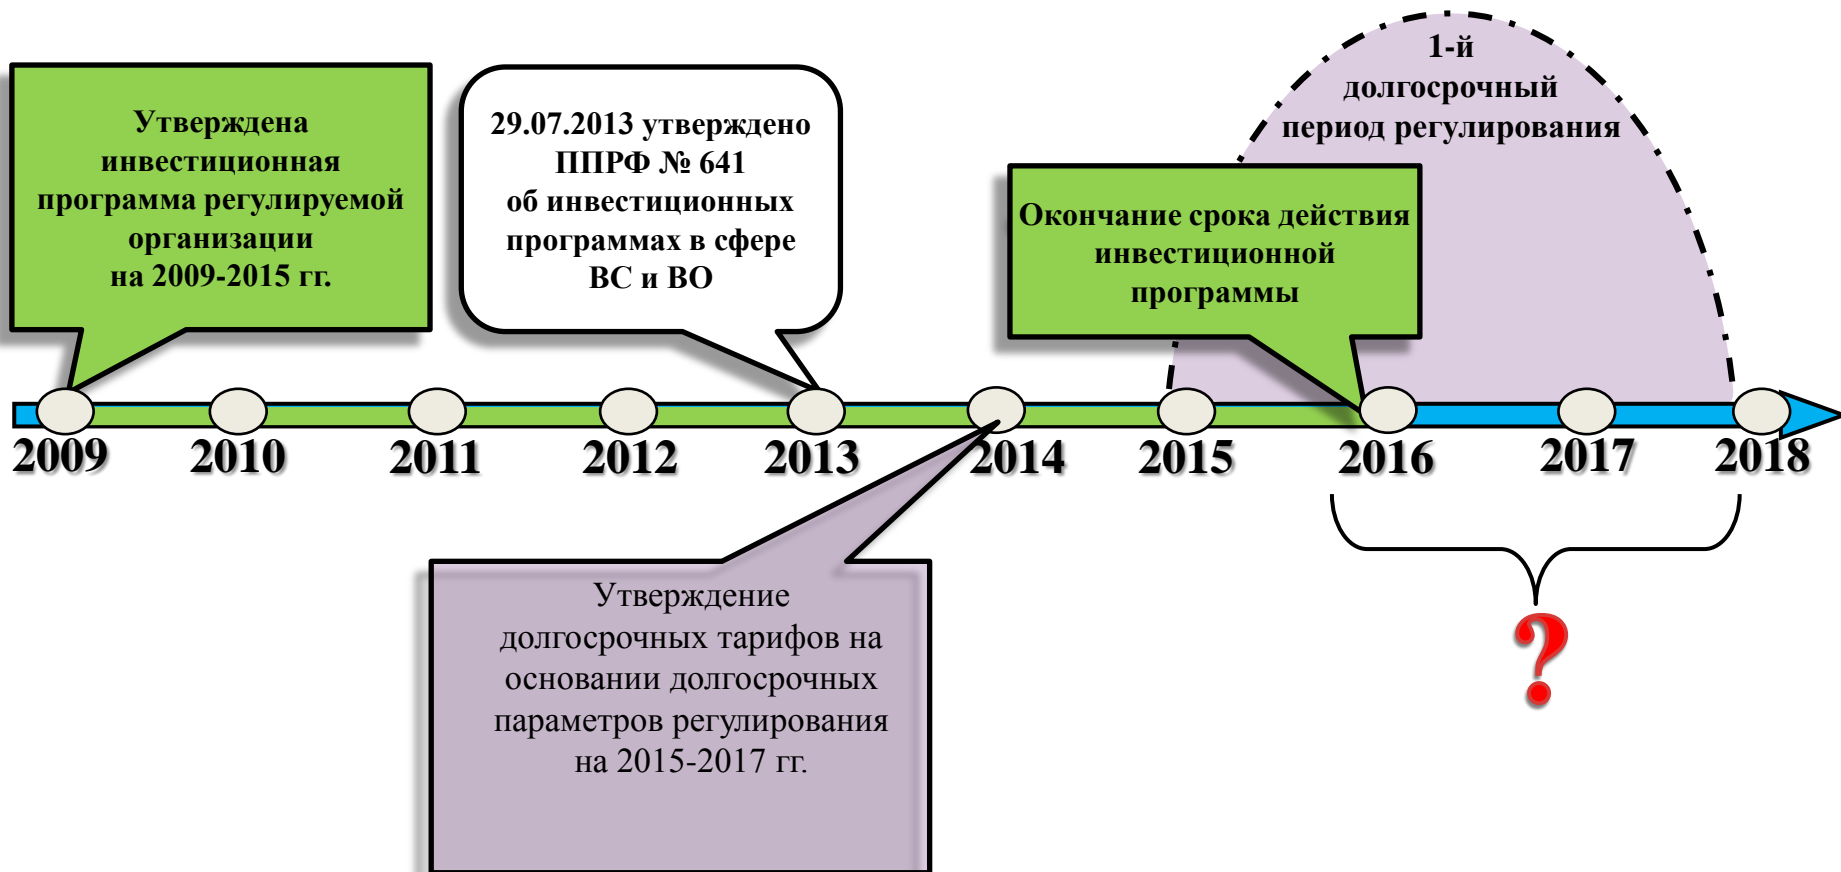 Утверждена
инвестиционная
программа регулируемой
организации
на 2009-2015 гг.
29.07.2013 утверждено
ППРФ № 641
об инвестиционных
программах в сфере
ВС и ВО
1-й
долгосрочный
период регулирования
Окончание срока действия
инвестиционной
программы
2009 2010 2011 2012 2013 2014 2015 2016 2017 2018
Утверждение
долгосрочных тарифов на
основании долгосрочных
параметров регулирования
на 2015-2017 гг.
?